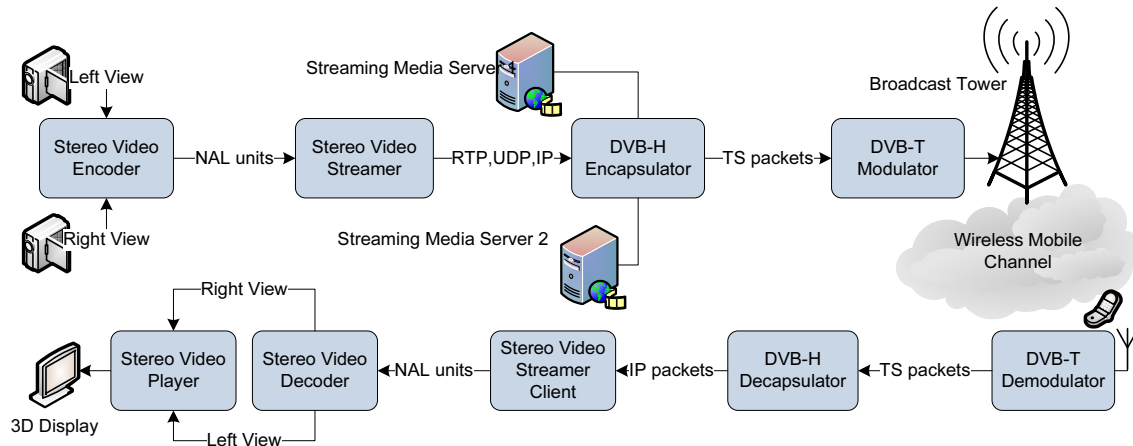 Left View
Streaming Media Server
Broadcast Tower
Stereo Video
Encoder
NAL units
Stereo Video
Streamer
RTP,UDP,IP
DVB-H
Encapsulator
TS packets
DVB-T
Modulator
Right View
Streaming Media Server 2
Wireless Mobile
Channel
Right View
Stereo Video
Player
Stereo Video
Decoder
NAL units
Stereo Video
Streamer
Client
IP packets
DVB-H
Decapsulator
TS packets
DVB-T
Demodulator
3D Display
Left View